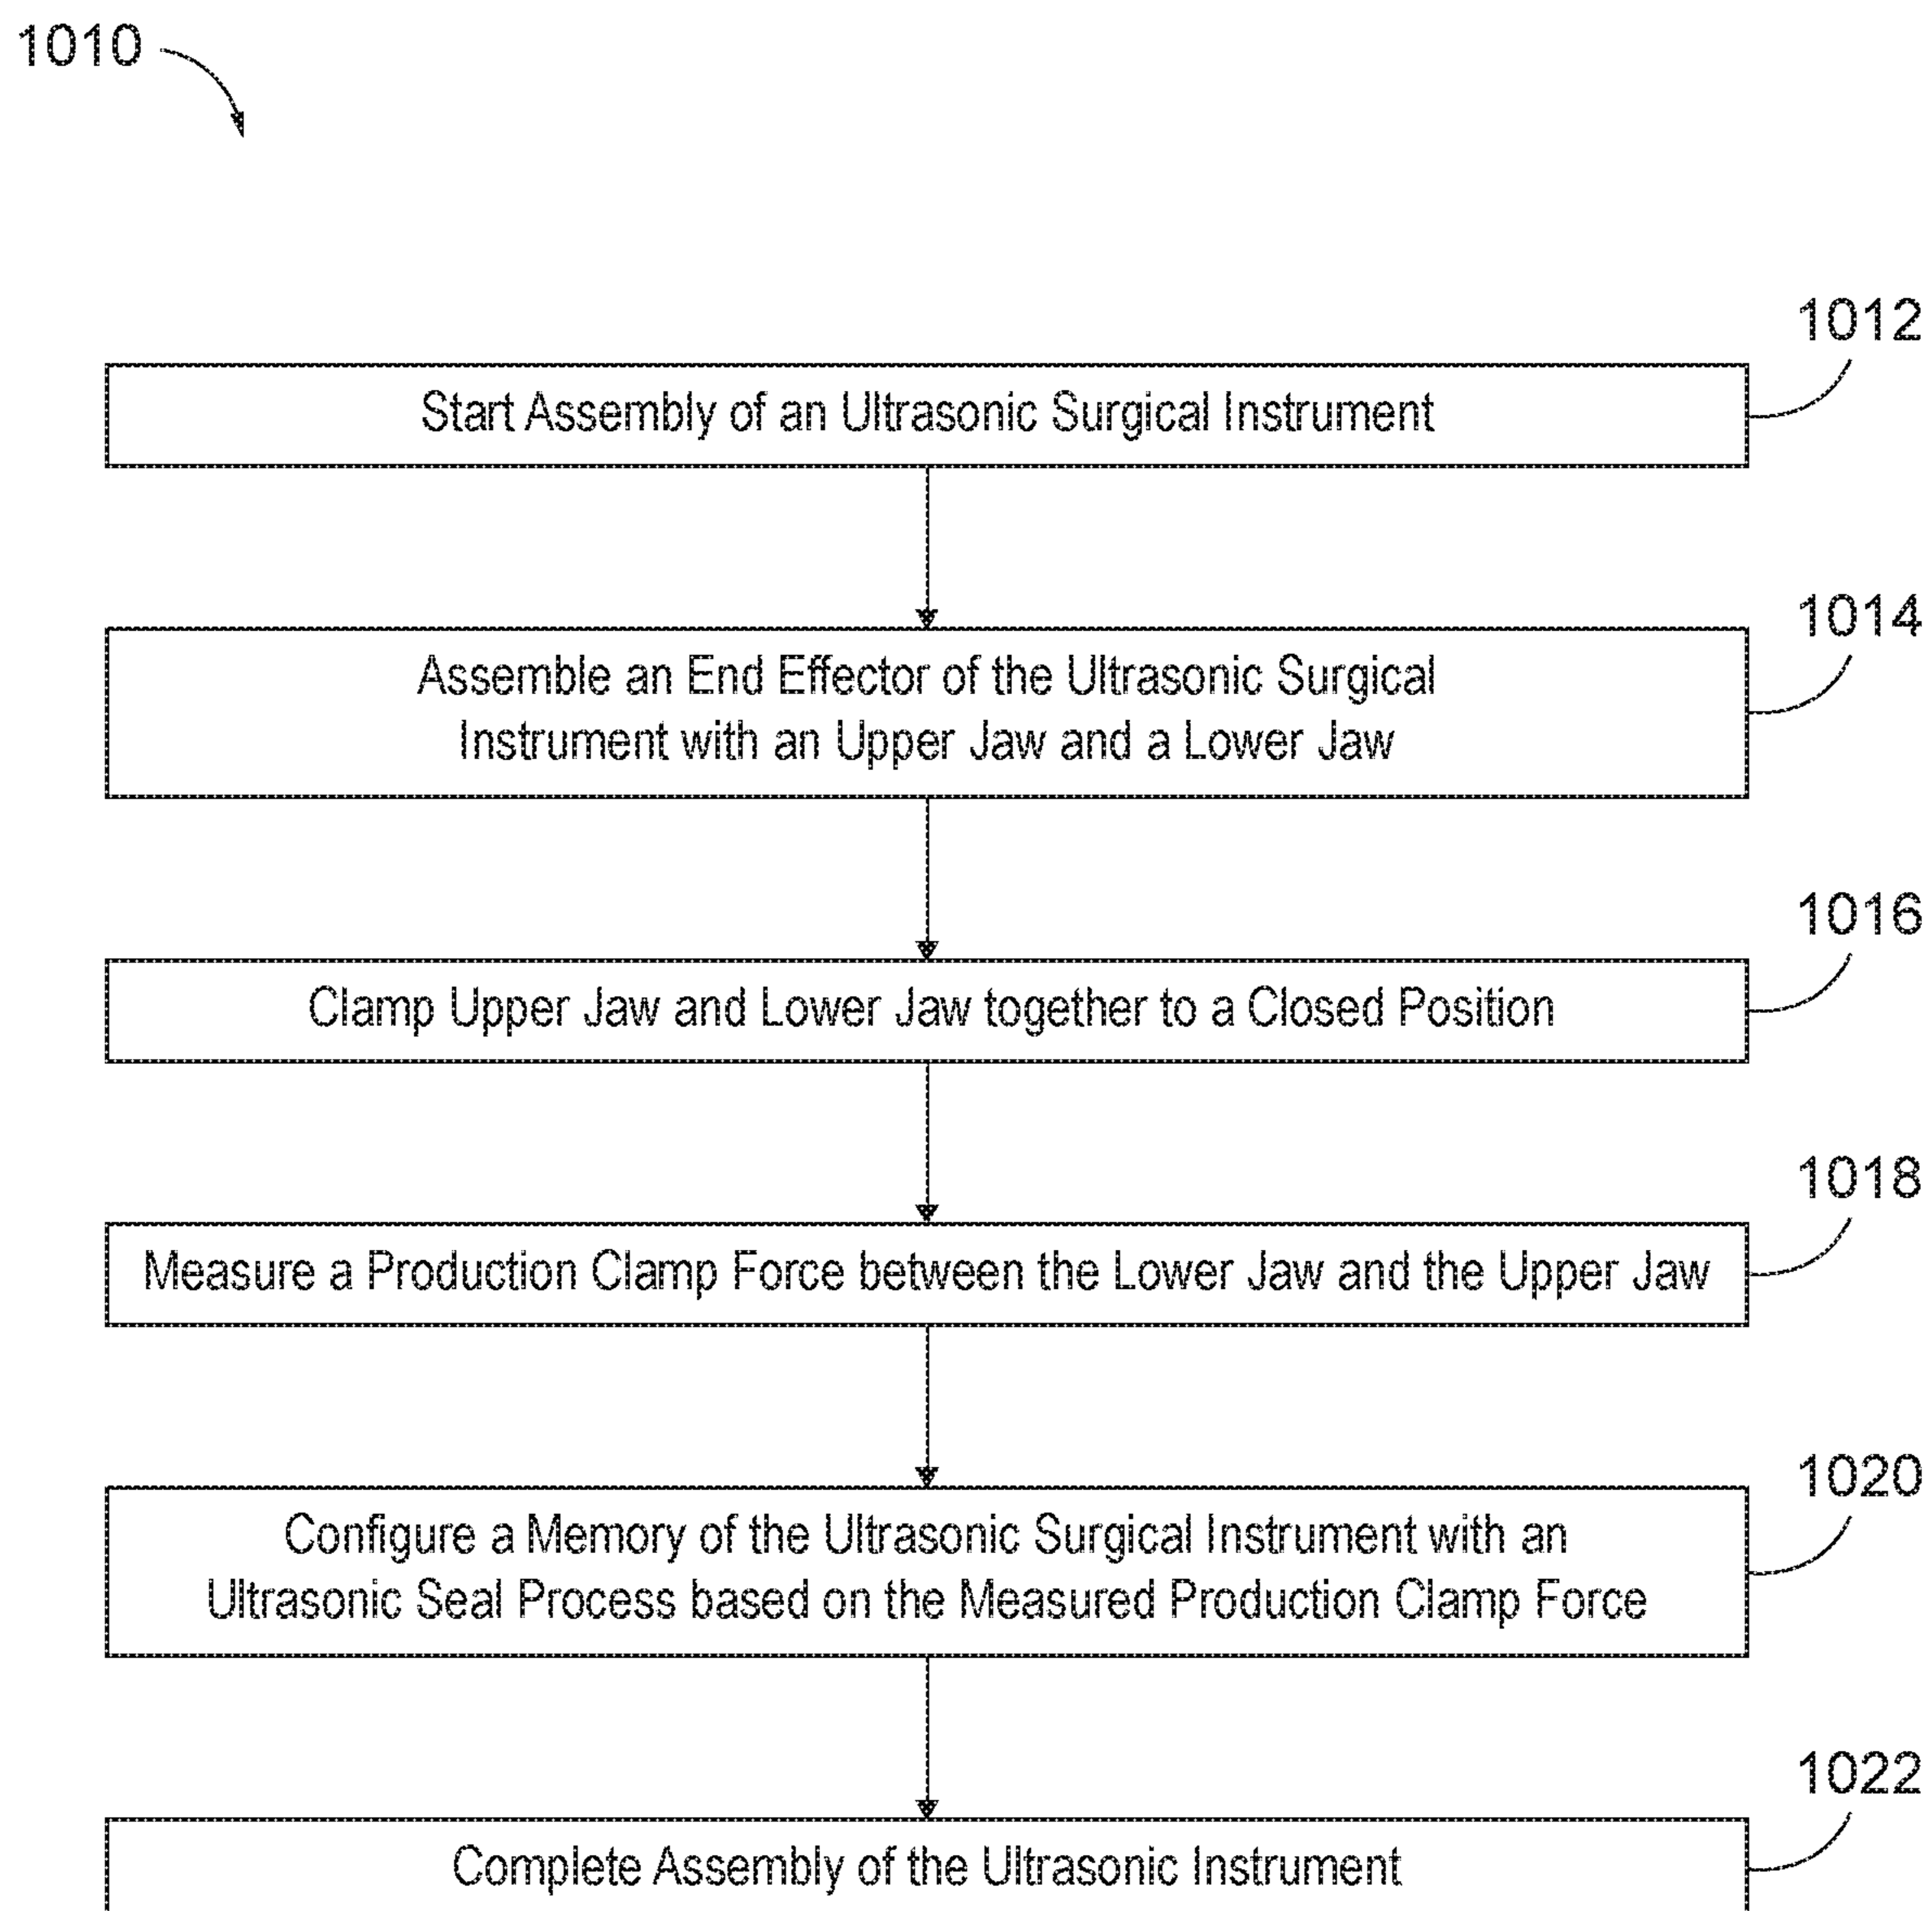 1010
1012
Start Assembly of an Ultrasonic Surgical Instrument
1014
Assemble an End Effector of the Ultrasonic Surgical
Instrument with an Upper Jaw and a Lower Jaw
1016
Clamp Upper Jaw and Lower Jaw together to a Closed Position
1018
Measure a Production Clamp Force between the Lower Jaw and the Upper Jaw
1020
Configure a Memory of the Ultrasonic Surgical Instrument with an
Ultrasonic Seal Process based on the Measured Production Clamp Force
1022
Complete Assembly of the Ultrasonic Instrument